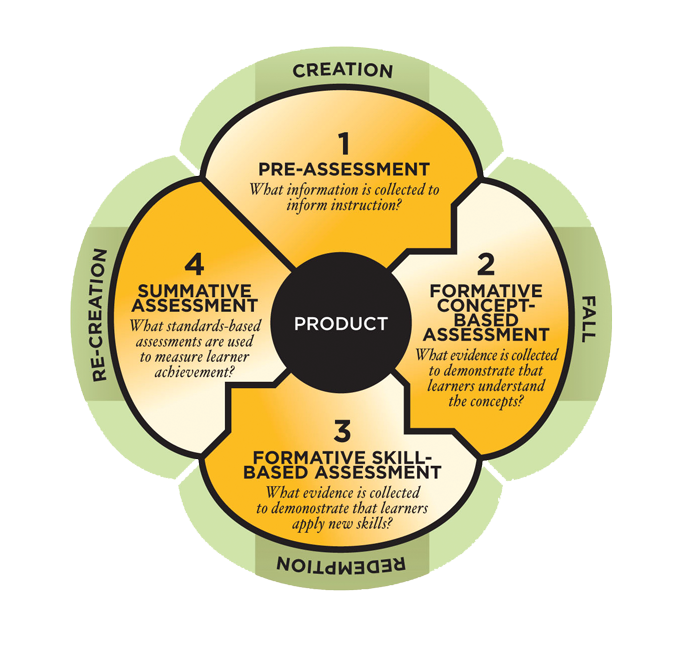 CREATION
1
PRE-ASSESSMENT
What information is collected to
inform instruction?
2
FORMATIVE
CONCEPT-
BASED
ASSESSMENT
What evidence is collected
to demonstrate that
learners understand
the concepts?
FALL
3
FORMATIVE SKILL-
BASED ASSESSMENT
What evidence is collected
to demonostrate that learners
apply new skills?
REDEMPTION
4
SUMMATIVE
ASSESSMENT
What standards-based
assessments are used
to measure learner
achievement?
RE-CREATION
PRODUCT